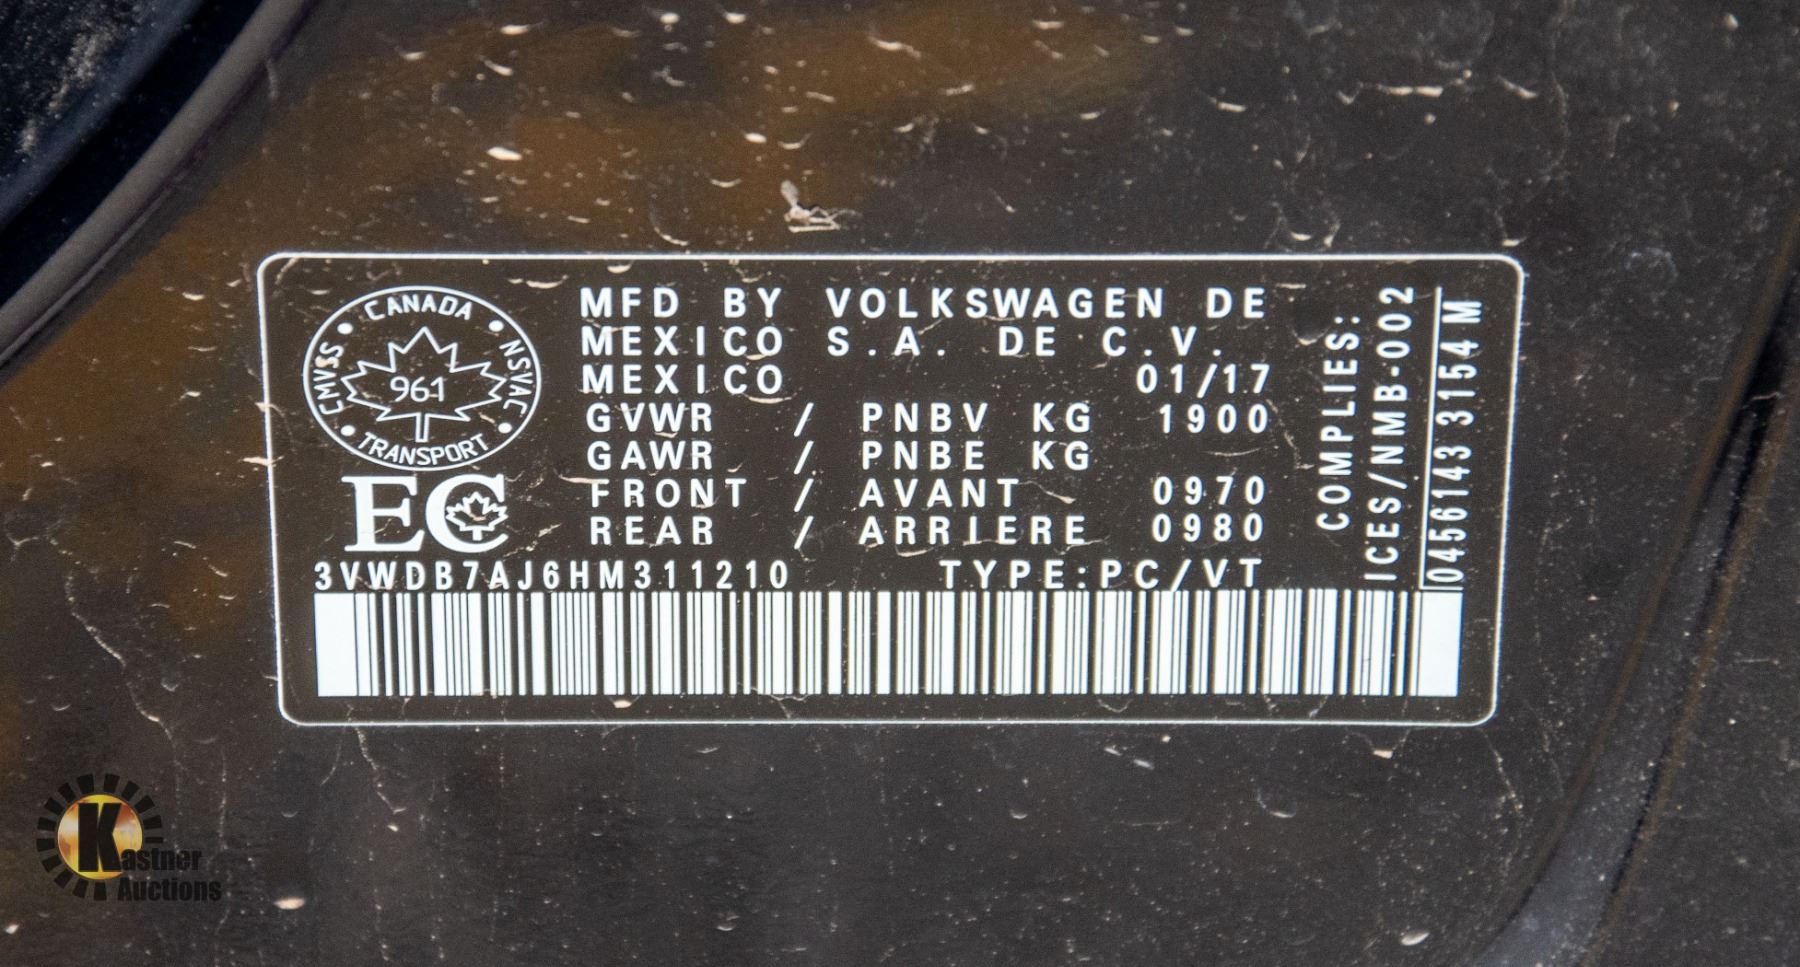 CANADA
CMVSS
NSVAC
961
TRANSPORT
EC
MFD BY VOLKSWAGEN DE
MEXICO S.A. DE C.V.
MEXICO 01/17
GVWR / PNBV KG 1900
GAWR / PNBE KG
FRONT / AVANT 0970
REAR / ARRIERE 0980
3VWDB7AJ6HM311210 TYPE:PC/VT
COMPLIES:
ICES/NMB-002
0456143 3154 M
Kastner
Auctions